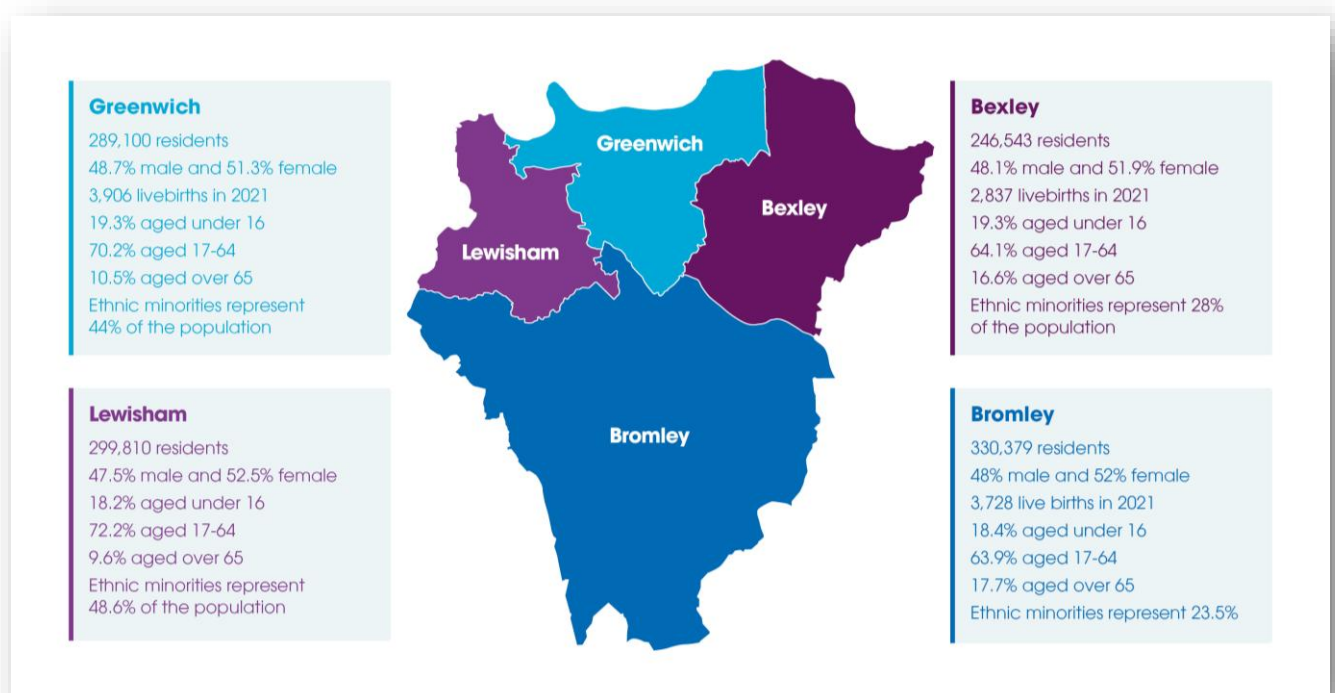 Greenwich
289,100 residents
48.7% male and 51.3% female
3,906 livebirths in 2021
19.3% aged under 16
70.2% aged 17-64
10.5% aged over 65
Ethnic minorities represent
44% of the population
Lewisham
299,810 residents
47.5% male and 52.5% female
18.2% aged under 16
72.2% aged 17-64
9.6% aged over 65
Ethnic minorities represent
48.6% of the population
Greenwich
Bexley
Lewisham
Bromley
Bexley
246,543 residents
48.1% male and 51.9% female
2,837 livebirths in 2021
19.3% aged under 16
64.1% aged 17-64
16.6% aged over 65
Ethnic minorities represent 28%
of the population
Bromley
330,379 residents
48% male and 52% female
3,728 live births in 2021
18.4% aged under 16
63.9% aged 17-64
17.7% aged over 65
Ethnic minorities represent 23.5%